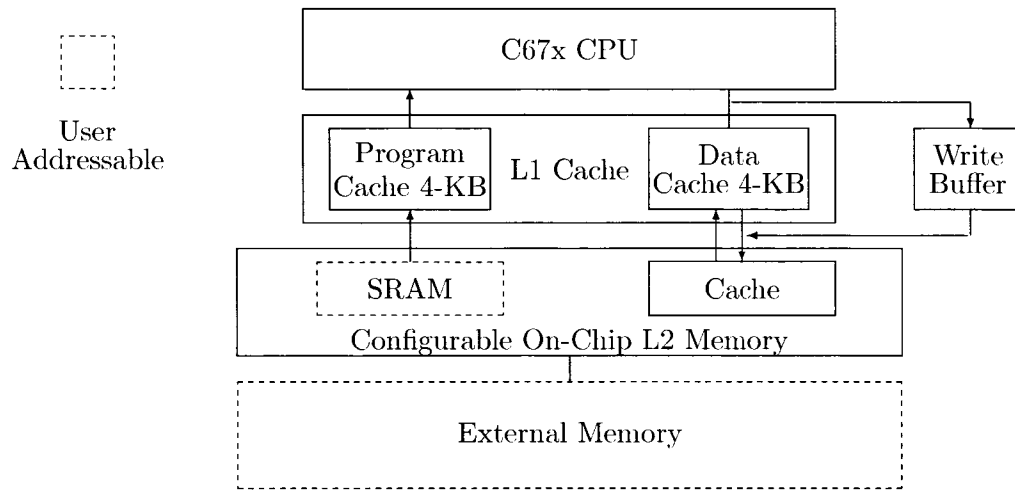 C67x CPU
User
Addressable
Program
Cache 4-KB
L1 Cache
Data
Cache 4-KB
Write
Buffer
SRAM
Cache
Configurable On-Chip L2 Memory
External Memory